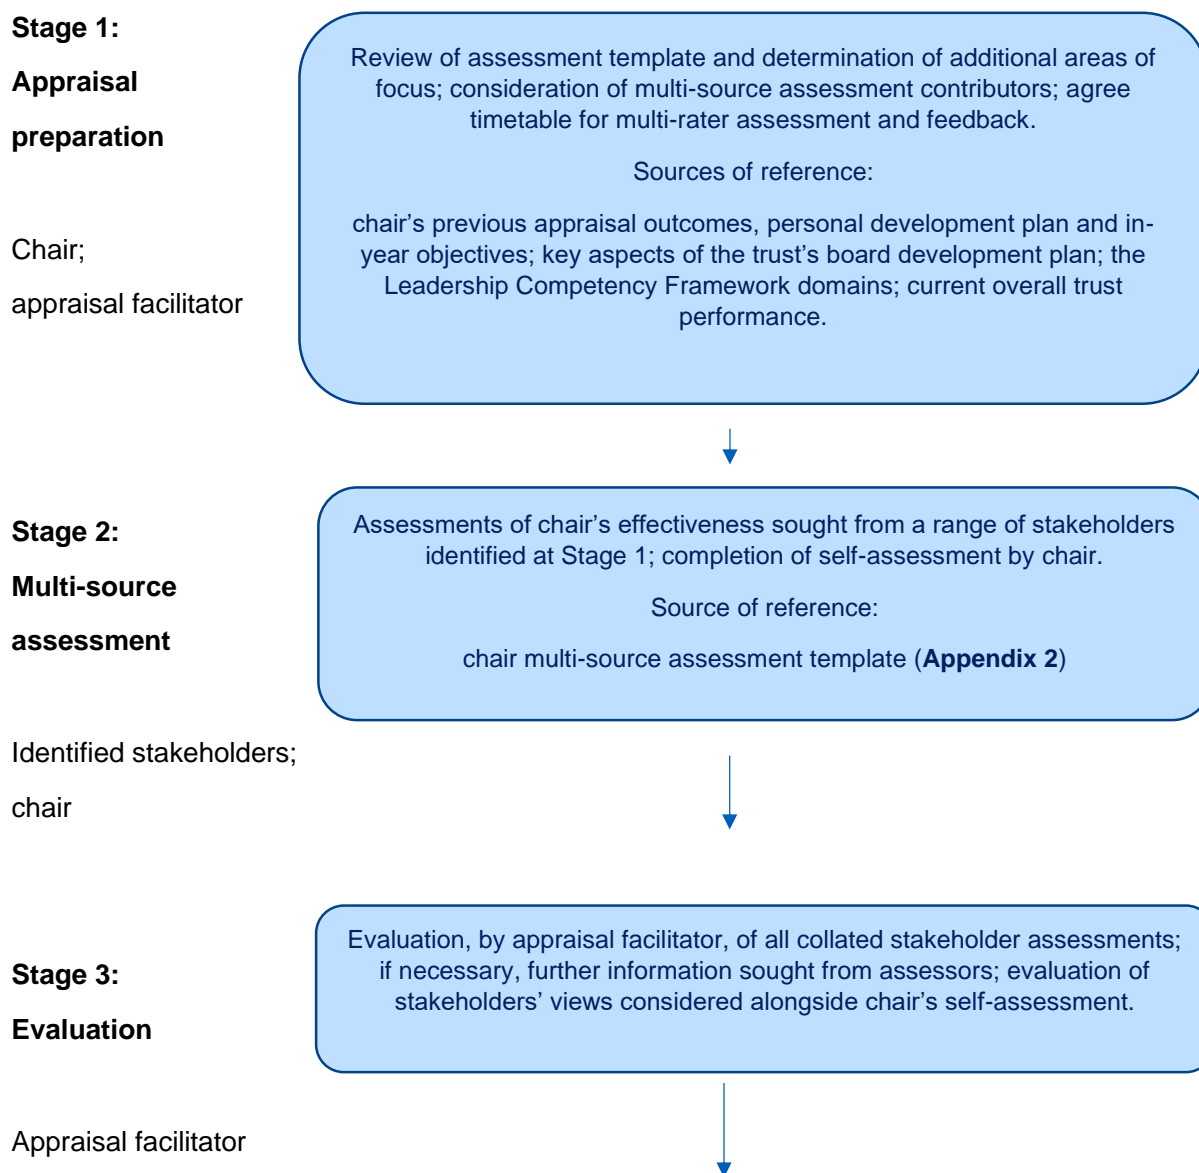 Stage 1:
Appraisal
preparation
Chair;
appraisal facilitator
Review of assessment template and determination of additional areas of
focus; consideration of multi-source assessment contributors; agree
timetable for multi-rater assessment and feedback.
Sources of reference:
chair’s previous appraisal outcomes, personal development plan and in-
year objectives; key aspects of the trust’s board development plan; the
Leadership Competency Framework domains; current overall trust
performance.
Stage 2:
Multi-source
assessment
Identified stakeholders;
chair
Assessments of chair’s effectiveness sought from a range of stakeholders
identified at Stage 1; completion of self-assessment by chair.
Source of reference:
chair multi-source assessment template (Appendix 2)
Stage 3:
Evaluation
Appraisal facilitator
Evaluation, by appraisal facilitator, of all collated stakeholder assessments;
if necessary, further information sought from assessors; evaluation of
stakeholders’ views considered alongside chair’s self-assessment.